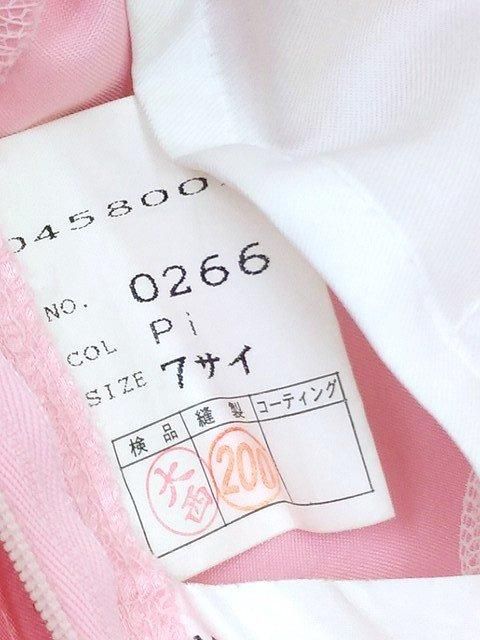 045800
NO. 0266
COL Pi
SIZE 7サイ
検品 縫製 コーティング
200